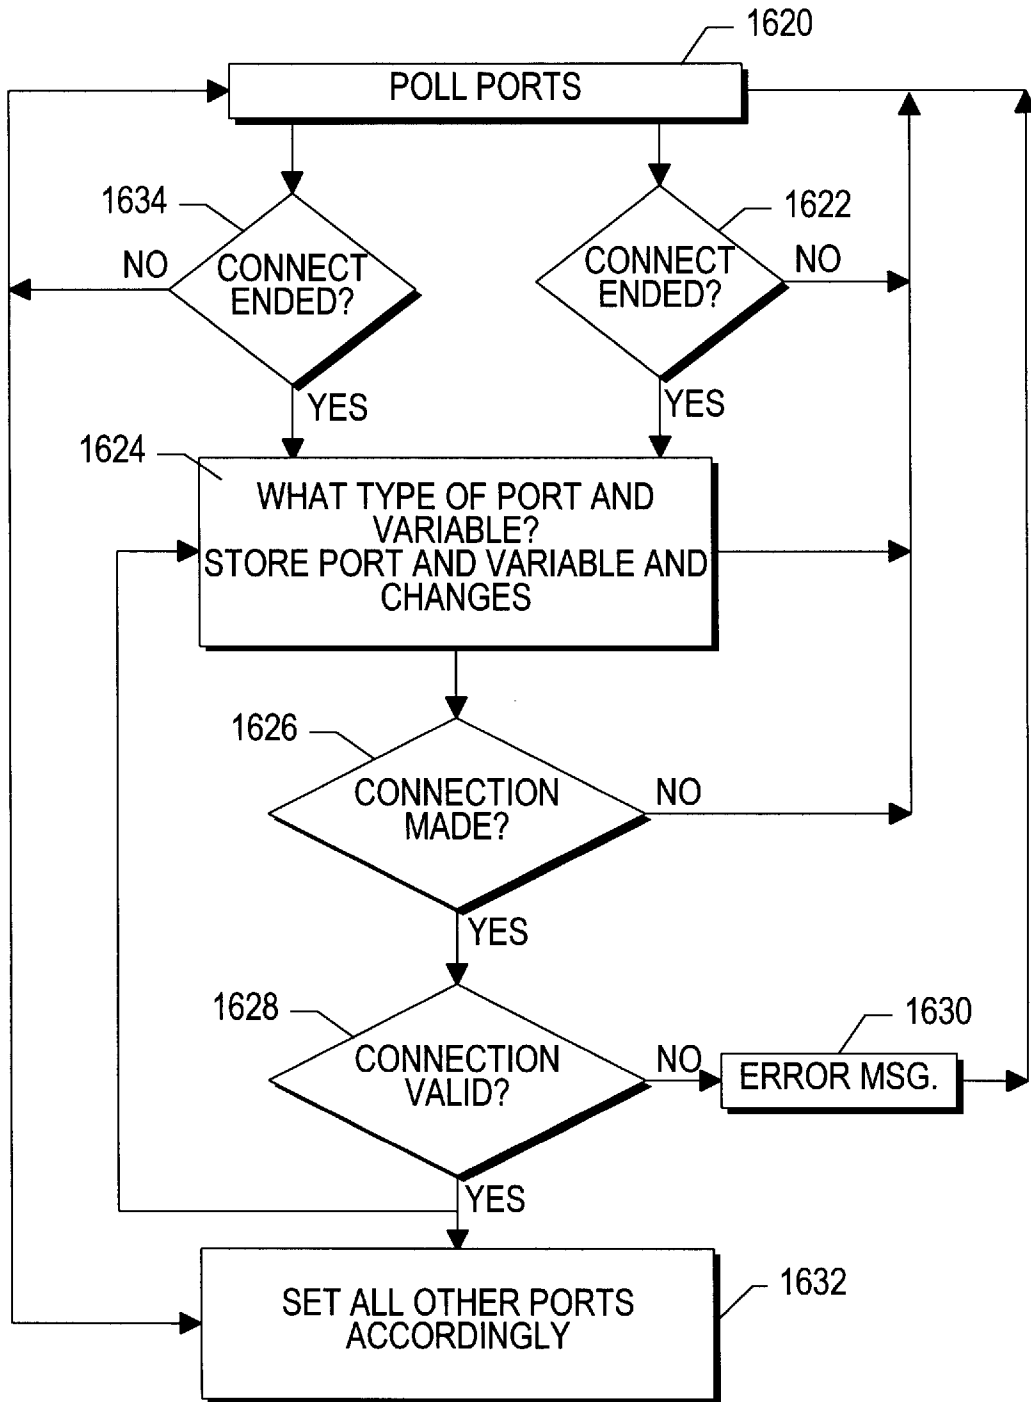 1620
POLL PORTS
1634
1622
NO
CONNECT
ENDED?
CONNECT
ENDED?
NO
YES
YES
1624
WHAT TYPE OF PORT AND
VARIABLE?
STORE PORT AND VARIABLE AND
CHANGES
1626
CONNECTION
MADE?
NO
YES
1628
CONNECTION
VALID?
NO
1630
ERROR MSG.
YES
SET ALL OTHER PORTS
ACCORDINGLY
1632